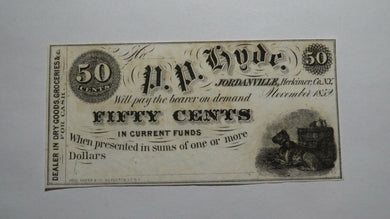 No.
P. P. Hyde,
50
CENTS
50
JORDANVILLE, Herkimer, Co. N.Y.
November 1852
Will pay the bearer on demand
FIFTY CENTS
IN CURRENT FUNDS
When presented in sums of one or more
Dollars
DEALER IN DRY GOODS, GROCERIES &c.
FOR CASH